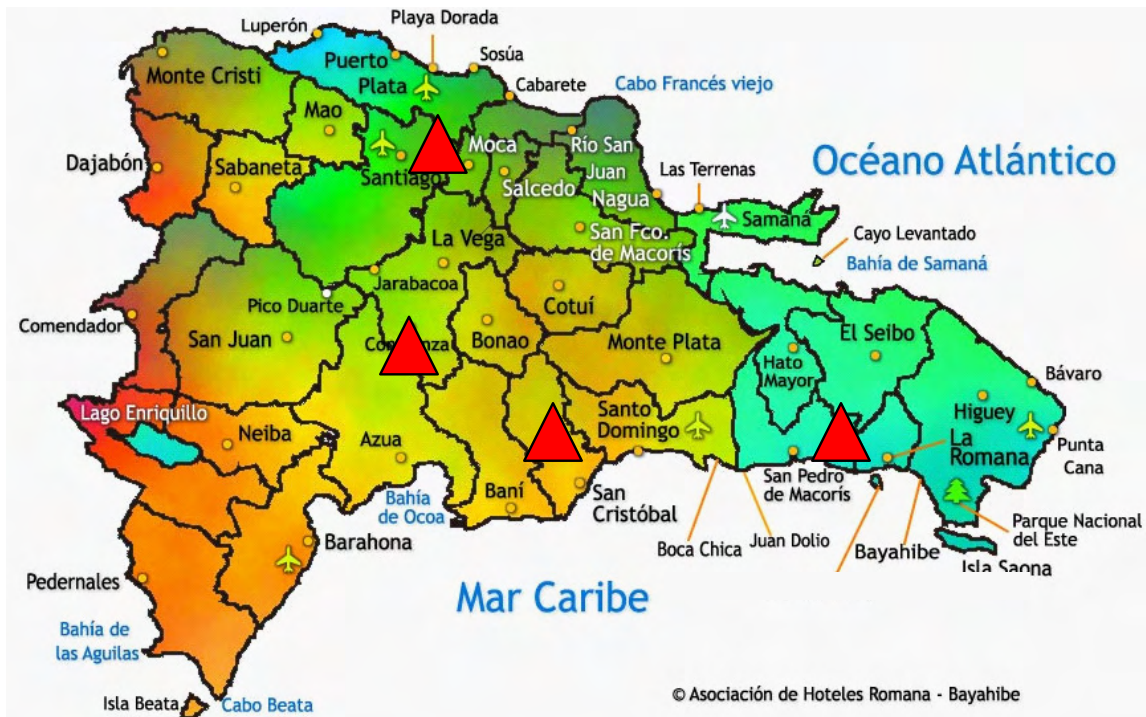 Luperón
Playa Dorada
Puerto
Plata
Sosúa
Cabarete
Monte Cristi
Cabo Francés viejo
Mao
Moca
Río San
Juan
Dajabón
Sabaneta
Santiago
Salcedo
Nagua
Las Terrenas
Océano Atlántico
Samaná
San Fco.
de Macorís
Cayo Levantado
Bahía de Samaná
La Vega
Jarabacoa
Pico Duarte
Cotuí
Comendador
San Juan
Bonao
Monte Plata
El Seibo
Hato
Mayor
Bávaro
Lago Enriquillo
Neiba
Azua
Santo
Domingo
Higuey
La
Romana
Punta
Cana
Bahía
de Ocoa
Baní
San
Cristóbal
San Pedro
de Macorís
Parque Nacional
del Este
Barahona
Boca Chica
Juan Dolio
Bayahibe
Isla Saona
Pedernales
Mar Caribe
Bahía de
las Aguilas
Isla Beata
Cabo Beata
© Asociación de Hoteles Romana - Bayahibe